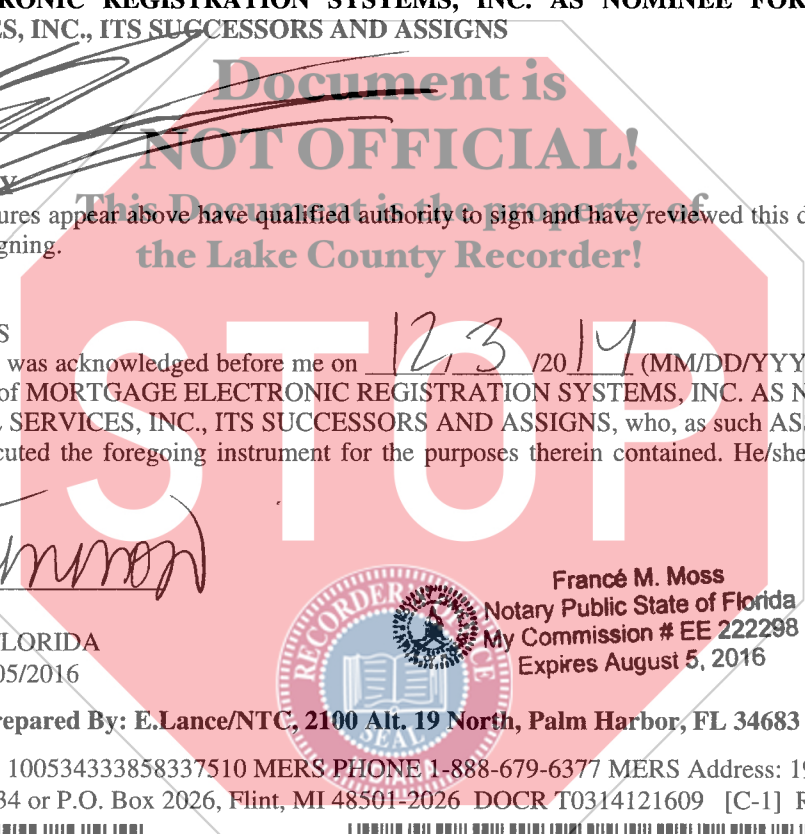 RONIC REGISTRATION SYSTEMS, INC. AS NOMINEE FOR
ES, INC., ITS SUCCESSORS AND ASSIGNS
Document is
NOT OFFICIAL!
This Document is the property of
ures appear above have qualified authority to sign and have reviewed this d
gning.
the Lake County Recorder!
S
was acknowledged before me on 12/3/2014 (MM/DD/YYY
of MORTGAGE ELECTRONIC REGISTRATION SYSTEMS, INC. AS N
SERVICES, INC., ITS SUCCESSORS AND ASSIGNS, who, as such AS
cuted the foregoing instrument for the purposes therein contained. He/she
STOP
Francé M. Moss
Notary Public State of Florida
My Commission # EE 222298
Expires August 5, 2016
RECORDER'S OFFICE
SEAL
INDIANA
LORIDA
05/2016
repared By: E.Lance/NTC, 2100 Alt. 19 North, Palm Harbor, FL 34683
100534333858337510 MERS PHONE 1-888-679-6377 MERS Address: 19
34 or P.O. Box 2026, Flint, MI 48501-2026 DOCR T0314121609 [C-1]